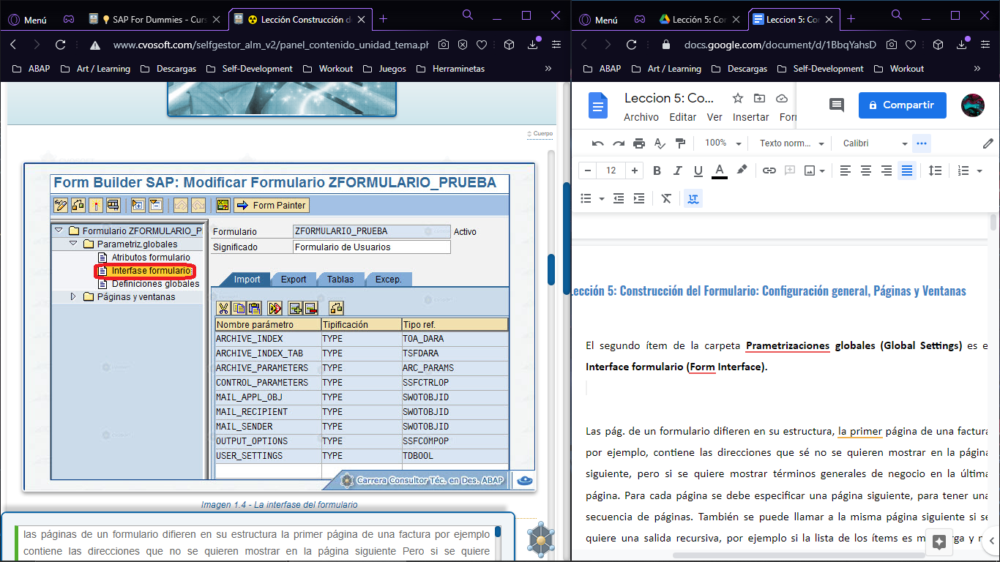 Menú
SAP For Dummies - Curs
Lección Construcción d
www.cvosoft.com/selfgestor_alm_v2/panel_contenido_unidad_tema.ph
ABAP
Art / Learning
Descargas
Self-Development
Workout
Juegos
Herraminetas
»
Cuerpo
Form Builder SAP: Modificar Formulario ZFORMULARIO_PRUEBA
Form Painter
Formulario ZFORMULARIO_P
Parametriz.globales
Atributos formulario
Interfase formulario
Definiciones globales
Páginas y ventanas
Formulario ZFORMULARIO_PRUEBA Activo
Significado Formulario de Usuarios
Import Export Tablas Excep.
Nombre parámetro Tipificación Tipo ref.
ARCHIVE_INDEX TYPE TOA_DARA
ARCHIVE_INDEX_TAB TYPE TSFDARA
ARCHIVE_PARAMETERS TYPE ARC_PARAMS
CONTROL_PARAMETERS TYPE SSFCTRLOP
MAIL_APPL_OBJ TYPE SWOTOBJID
MAIL_RECIPIENT TYPE SWOTOBJID
MAIL_SENDER TYPE SWOTOBJID
OUTPUT_OPTIONS TYPE SSFCOMPOP
USER_SETTINGS TYPE TDBOOL
Carrera Consultor Téc. en Des. ABAP
Imagen 1.4 - La interfase del formulario
las páginas de un formulario difieren en su estructura la primer página de una factura por ejemplo
contiene las direcciones que no se quieren mostrar en la página siguiente Pero si se quiere
Menú
Lección 5: Co
Leccion 5: Co
docs.google.com/document/d/1BbqYahsD
ABAP
Art / Learning
Descargas
Self-Development
Workout
»
Leccion 5: Co...
Archivo Editar Ver Insertar For
Compartir
100% Texto norm... Calibri
12
ección 5: Construcción del Formulario: Configuración general, Páginas y Ventanas
El segundo ítem de la carpeta Prametrizaciones globales (Global Settings) es e
Interface formulario (Form Interface).
Las pág. de un formulario difieren en su estructura, la primer página de una factura
por ejemplo, contiene las direcciones que sé no se quieren mostrar en la página
siguiente, pero si se quiere mostrar términos generales de negocio en la última
página. Para cada página se debe especificar una página siguiente, para tener una
secuencia de páginas. También se puede llamar a la misma página siguiente si se
quiere una salida recursiva, por ejemplo si la lista de los ítems es